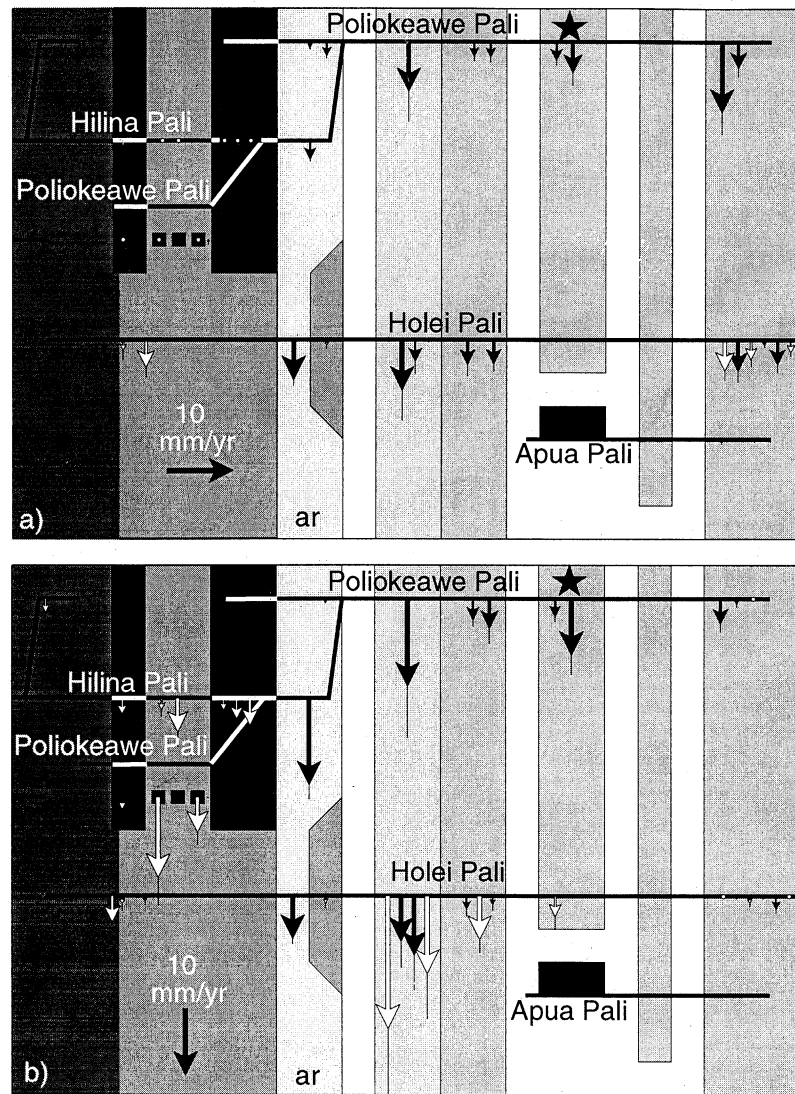 Poliokeawe Pali
Hilina Pali
Poliokeawe Pali
Holei Pali
10
mm/yr
Apua Pali
a)
ar
Poliokeawe Pali
Hilina Pali
Poliokeawe Pali
Holei Pali
10
mm/yr
Apua Pali
b)
ar